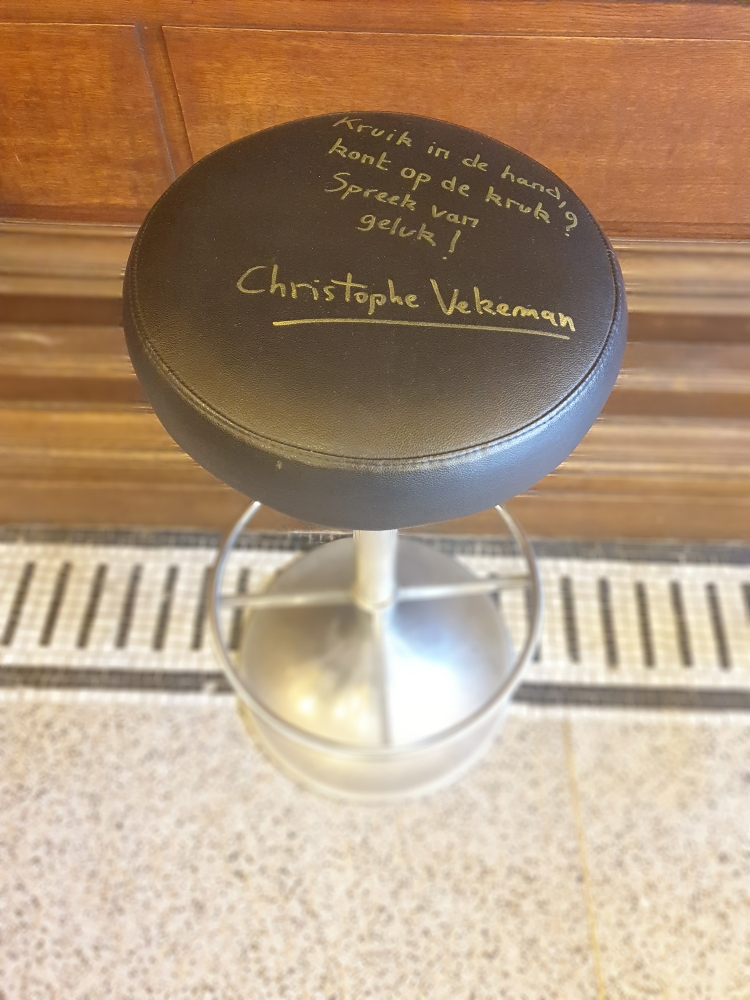 Kruik in de hand,
kont op de kruk?
Spreek van
geluk!
Christophe Vekeman